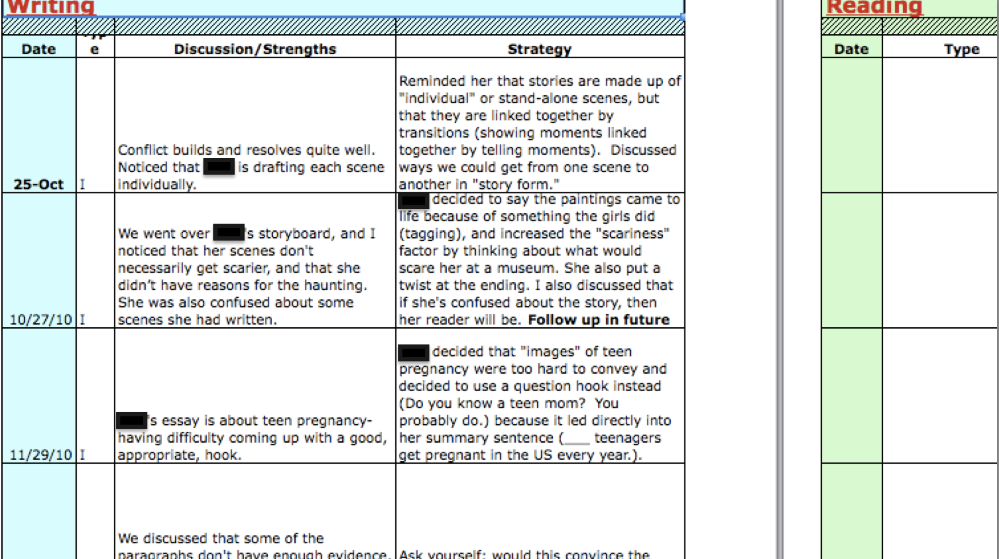 Writing
Reading
Type
Date
Discussion/Strengths
Strategy
Date
Type
Conflict builds and resolves quite well.
Noticed that is drafting each scene
individually.
Reminded her that stories are made up of
"individual" or stand-alone scenes, but
that they are linked together by
transitions (showing moments linked
together by telling moments).  Discussed
ways we could get from one scene to
another in "story form."
25-Oct
I
We went over 's storyboard, and I
noticed that her scenes don't
necessarily get scarier, and that she
didn’t have reasons for the haunting.
She was also confused about some
scenes she had written.
decided to say the paintings came to
life because of something the girls did
(tagging), and increased the "scariness"
factor by thinking about what would
scare her at a museum. She also put a
twist at the ending. I also discussed that
if she's confused about the story, then
her reader will be. Follow up in future
10/27/10
I
's essay is about teen pregnancy-
having difficulty coming up with a good,
appropriate, hook.
decided that "images" of teen
pregnancy were too hard to convey and
decided to use a question hook instead
(Do you know a teen mom?  You
probably do.) because it led directly into
her summary sentence (___ teenagers
get pregnant in the US every year.).
11/29/10
I
We discussed that some of the
paragraphs don't have enough evidence.
Ask yourself: would this convince the